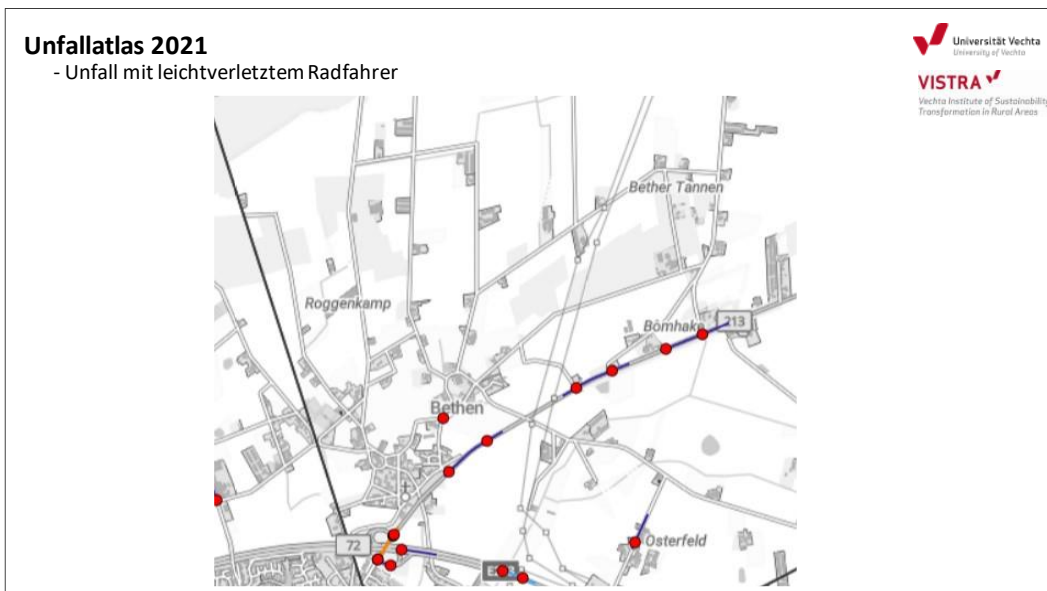 Unfallatlas 2021
- Unfall mit leichtverletztem Radfahrer
Universität Vechta
University of Vechta
VISTRA
Vechta Institute of Sustainability
Transformation in Rural Areas
Bether Tannen
Roggenkamp
Bömhake
213
Bethen
72
Osterfeld